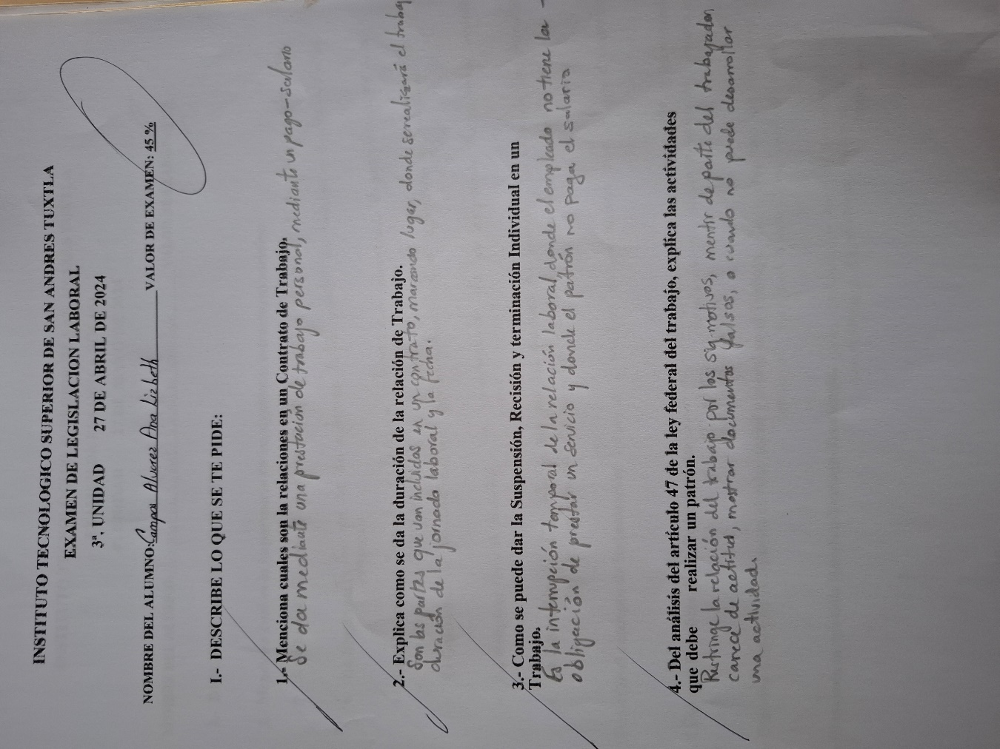 INSTITUTO TECNOLOGICO SUPERIOR DE SAN ANDRES TUXTLA
EXAMEN DE LEGISLACION LABORAL
3ª. UNIDAD 27 DE ABRIL DE 2024
NOMBRE DEL ALUMNO: Campos Alvarez Ana Lizbeth VALOR DE EXAMEN: 45 %
I.- DESCRIBE LO QUE SE TE PIDE:
1.- Menciona cuales son la relaciones en un Contrato de Trabajo.
Se da mediante una prestación de trabajo personal, mediante un pago-salario
2.- Explica como se da la duración de la relación de Trabajo.
Son las partes que van incluidas en un contrato, marcando lugar, donde se realizará el trabaj
duración de la jornada laboral y la fecha.
3.- Como se puede dar la Suspensión, Recisión y terminación Individual en un
Trabajo.
Es la interrupción temporal de la relación laboral, donde el empleado no tiene la -
obligación de prestar un servicio y donde el patrón no paga el salario
4.- Del análisis del artículo 47 de la ley federal del trabajo, explica las actividades
que debe realizar un patrón.
Restringe la relación del trabajo por los sig. motivos, mentir de parte del trabajador
carece de actitud, mostrar documentos falsos, o cuando no puede desarrollar
una actividad.